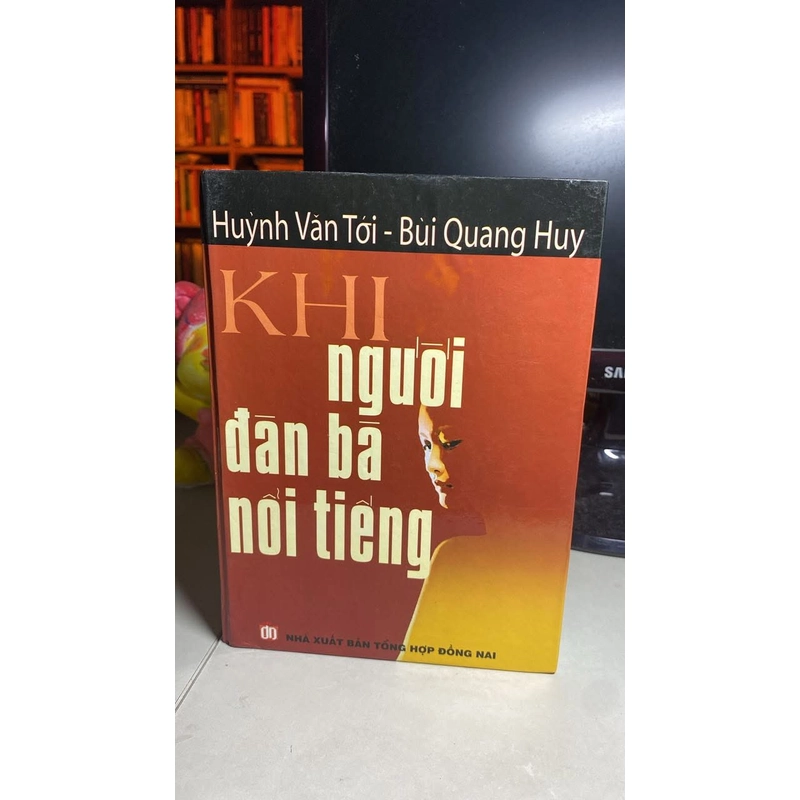 Huỳnh Văn Tới - Bùi Quang Huy
KHI
người
đàn bà
nổi tiếng
NHÀ XUẤT BẢN TỔNG HỢP ĐỒNG NAI